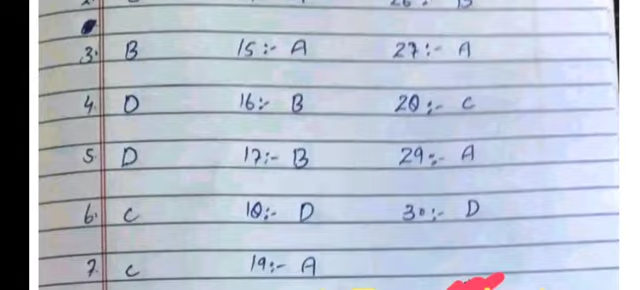 3. B 15:- A 27:- A
4. D 16:- B 28:- C
5. D 17:- B 29:- A
6. C 18:- D 30:- D
7. C 19:- A